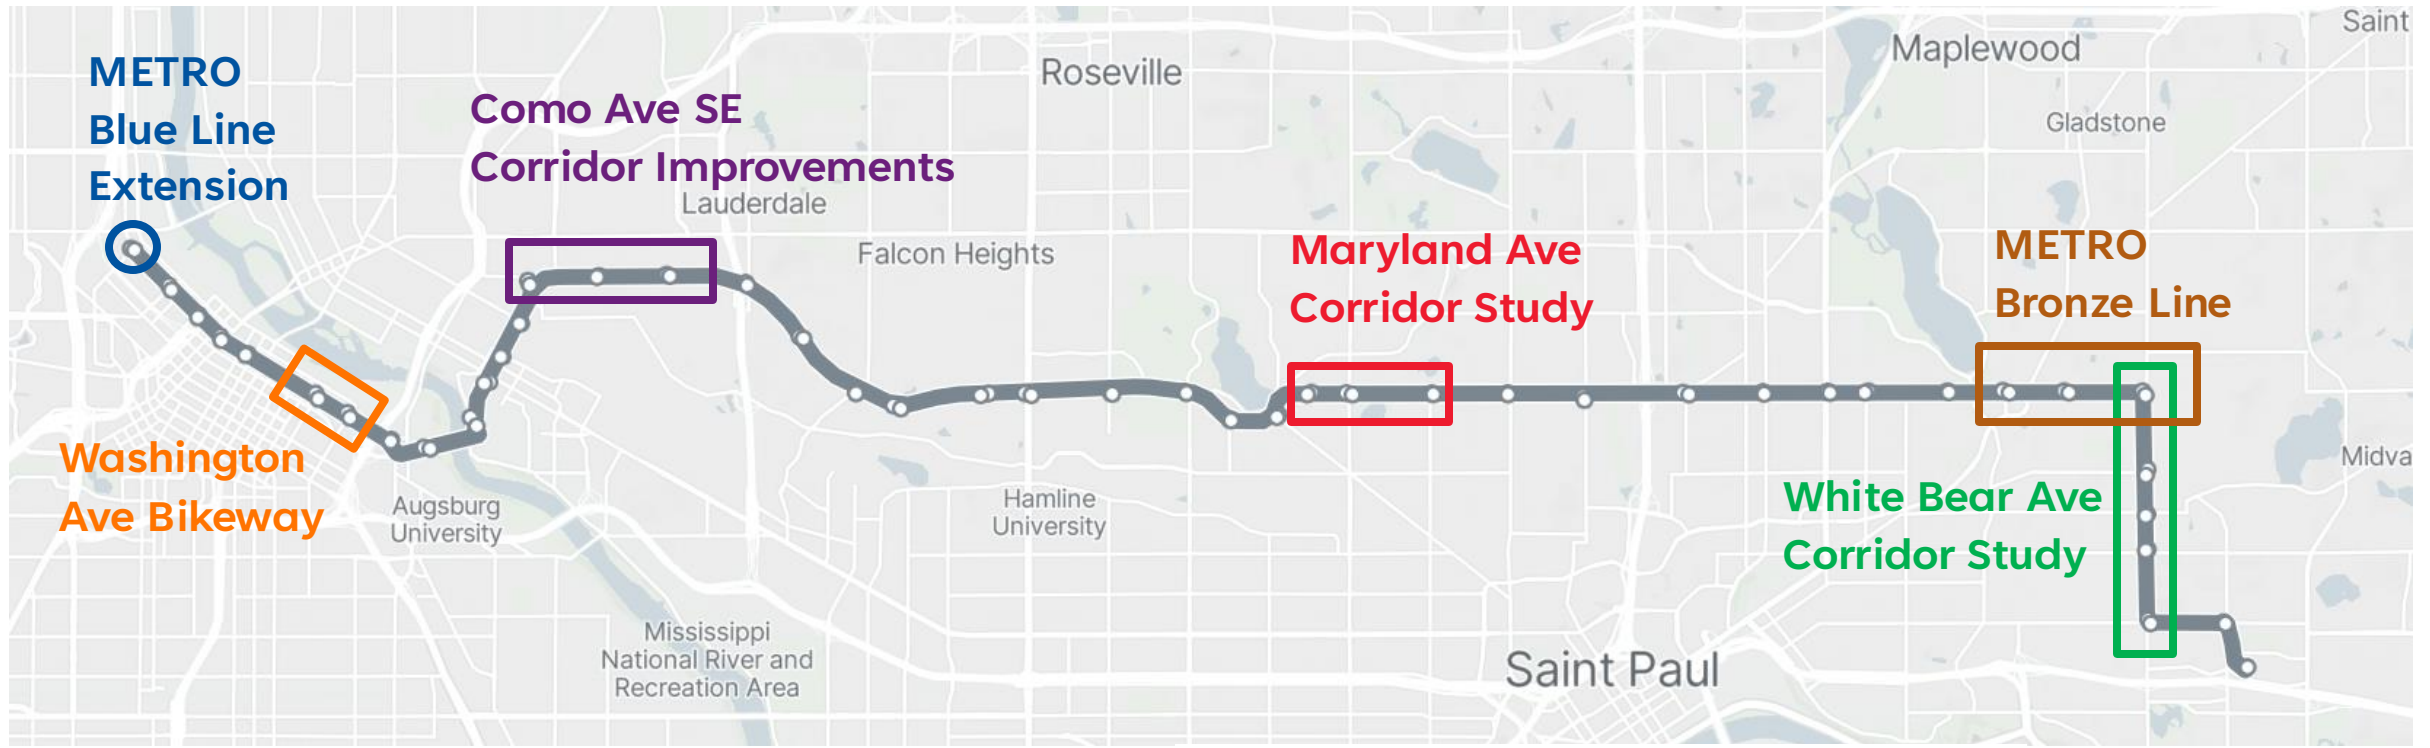 METRO
Blue Line
Extension
Como Ave SE
Corridor Improvements
Roseville
Maplewood
Saint
Gladstone
Lauderdale
Falcon Heights
Maryland Ave
Corridor Study
METRO
Bronze Line
Washington
Ave Bikeway
Augsburg
University
Hamline
University
White Bear Ave
Corridor Study
Midva
Mississippi
National River and
Recreation Area
Saint Paul